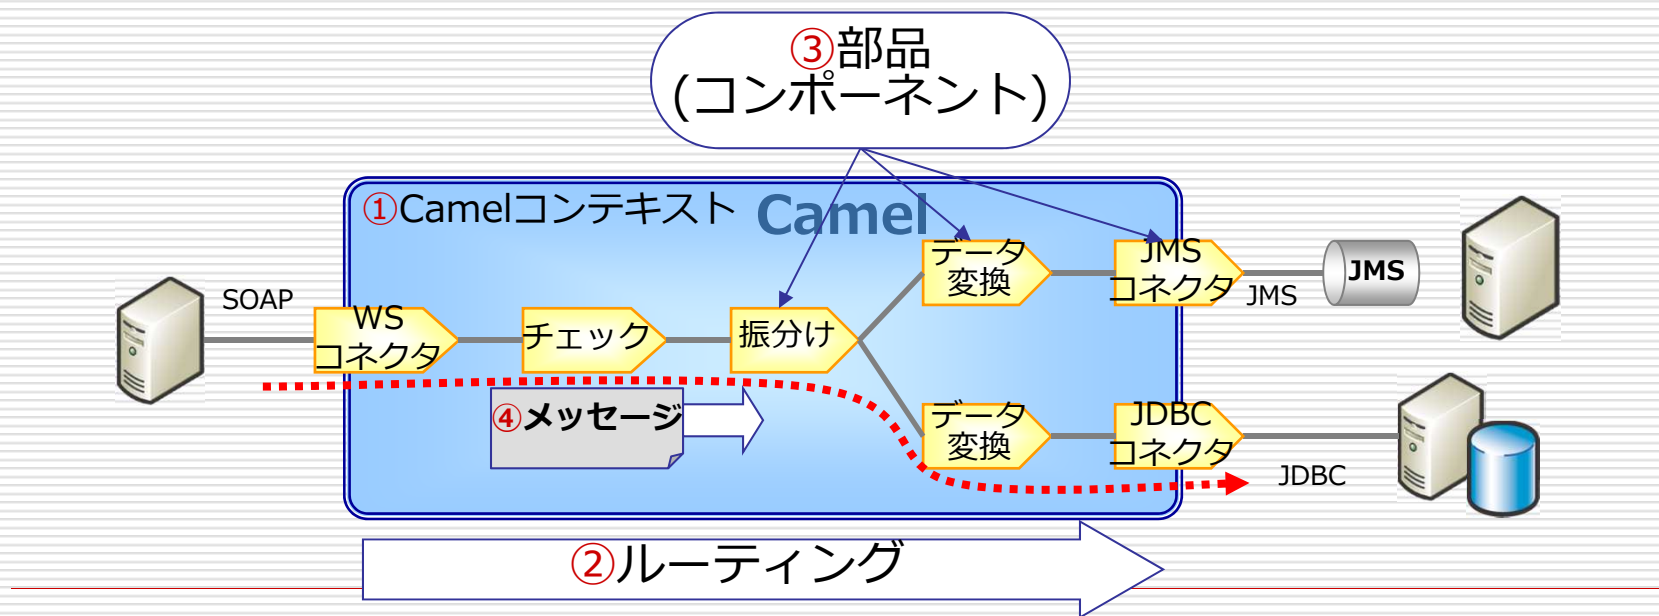 ③部品
(コンポーネント)
①Camelコンテキスト
Camel
SOAP
WS
コネクタ
チェック
振分け
データ
変換
JMS
コネクタ
JMS
JMS
④メッセージ
データ
変換
JDBC
コネクタ
JDBC
②ルーティング